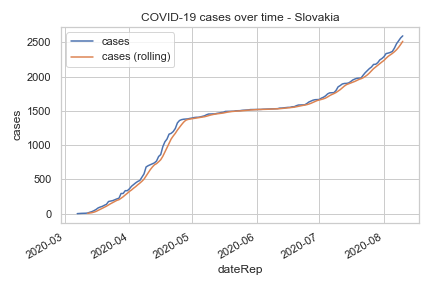 COVID-19 cases over time - Slovakia
cases
cases (rolling)
2500
2000
1500
1000
500
0
cases
2020-03
2020-04
2020-05
2020-06
2020-07
2020-08
dateRep